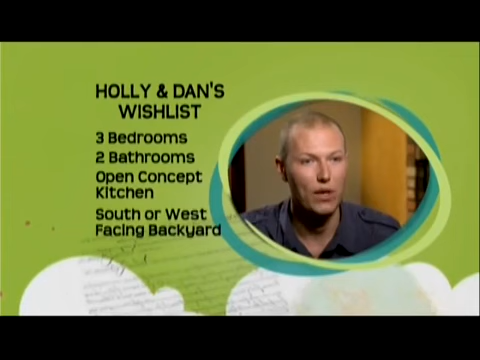 HOLLY & DAN'S
WISHLIST
3 Bedrooms
2 Bathrooms
Open Concept
Kitchen
South or West
Facing Backyard